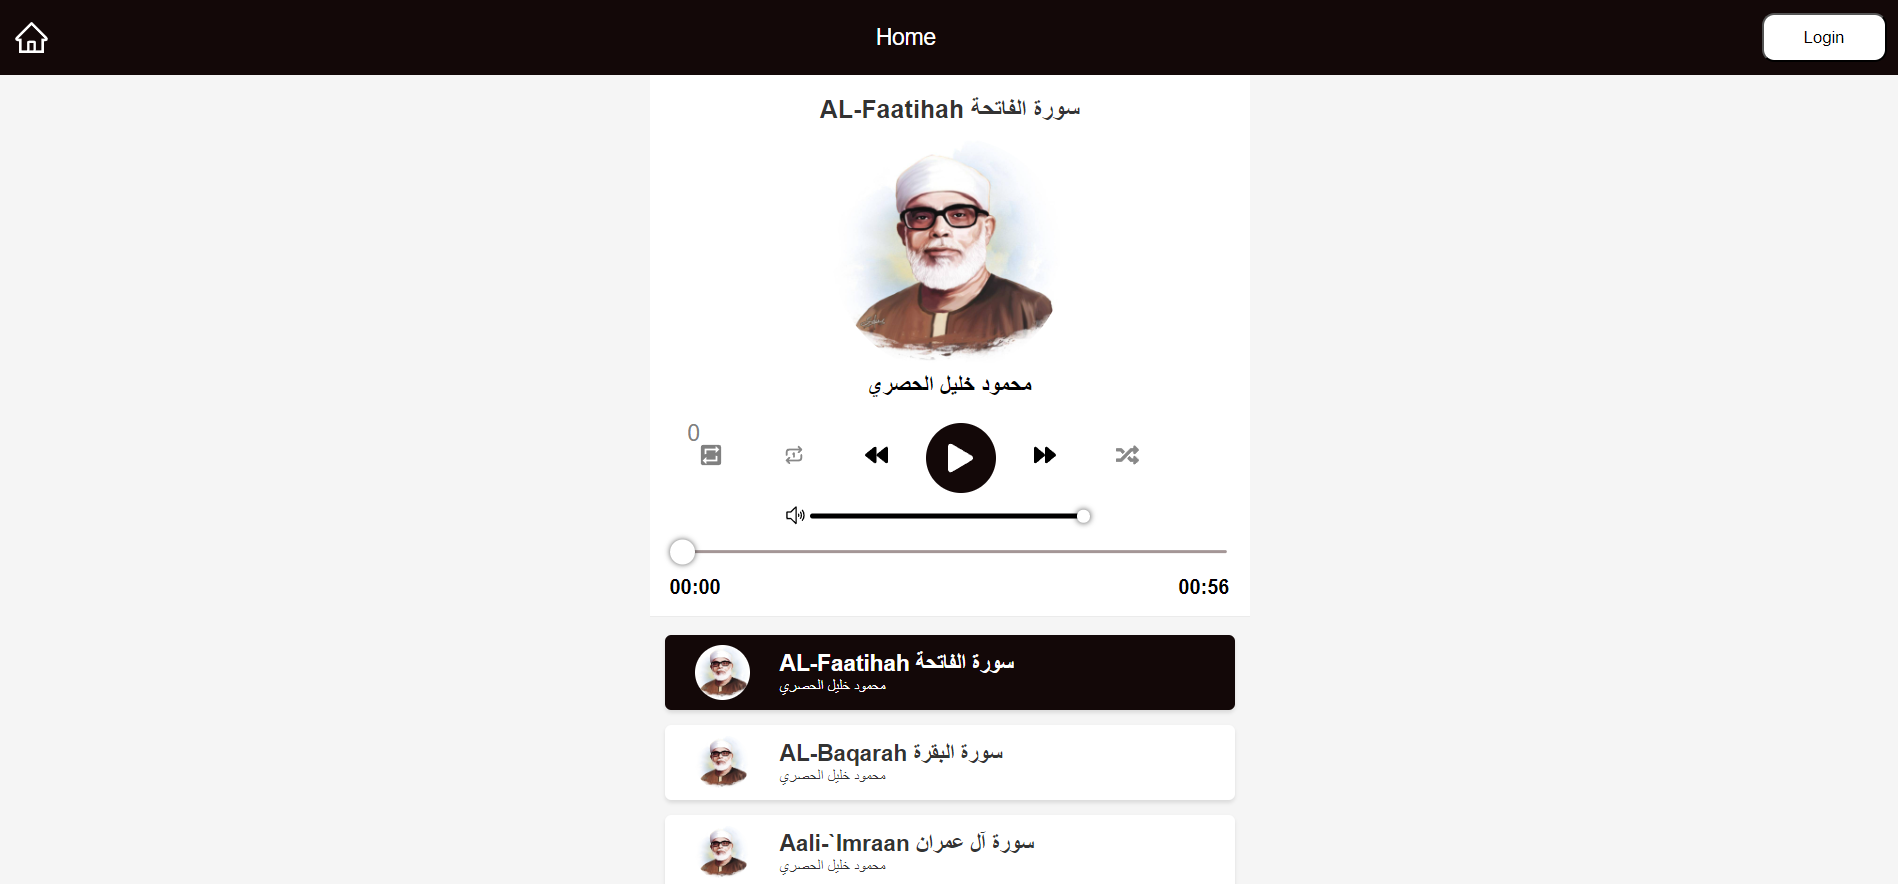 Home
Login
AL-Faatihah سورة الفاتحة
محمود خليل الحصري
0
00:00
00:56
AL-Faatihah سورة الفاتحة
محمود خليل الحصري
AL-Baqarah سورة البقرة
محمود خليل الحصري
Aali-`Imraan سورة آل عمران
محمود خليل الحصري